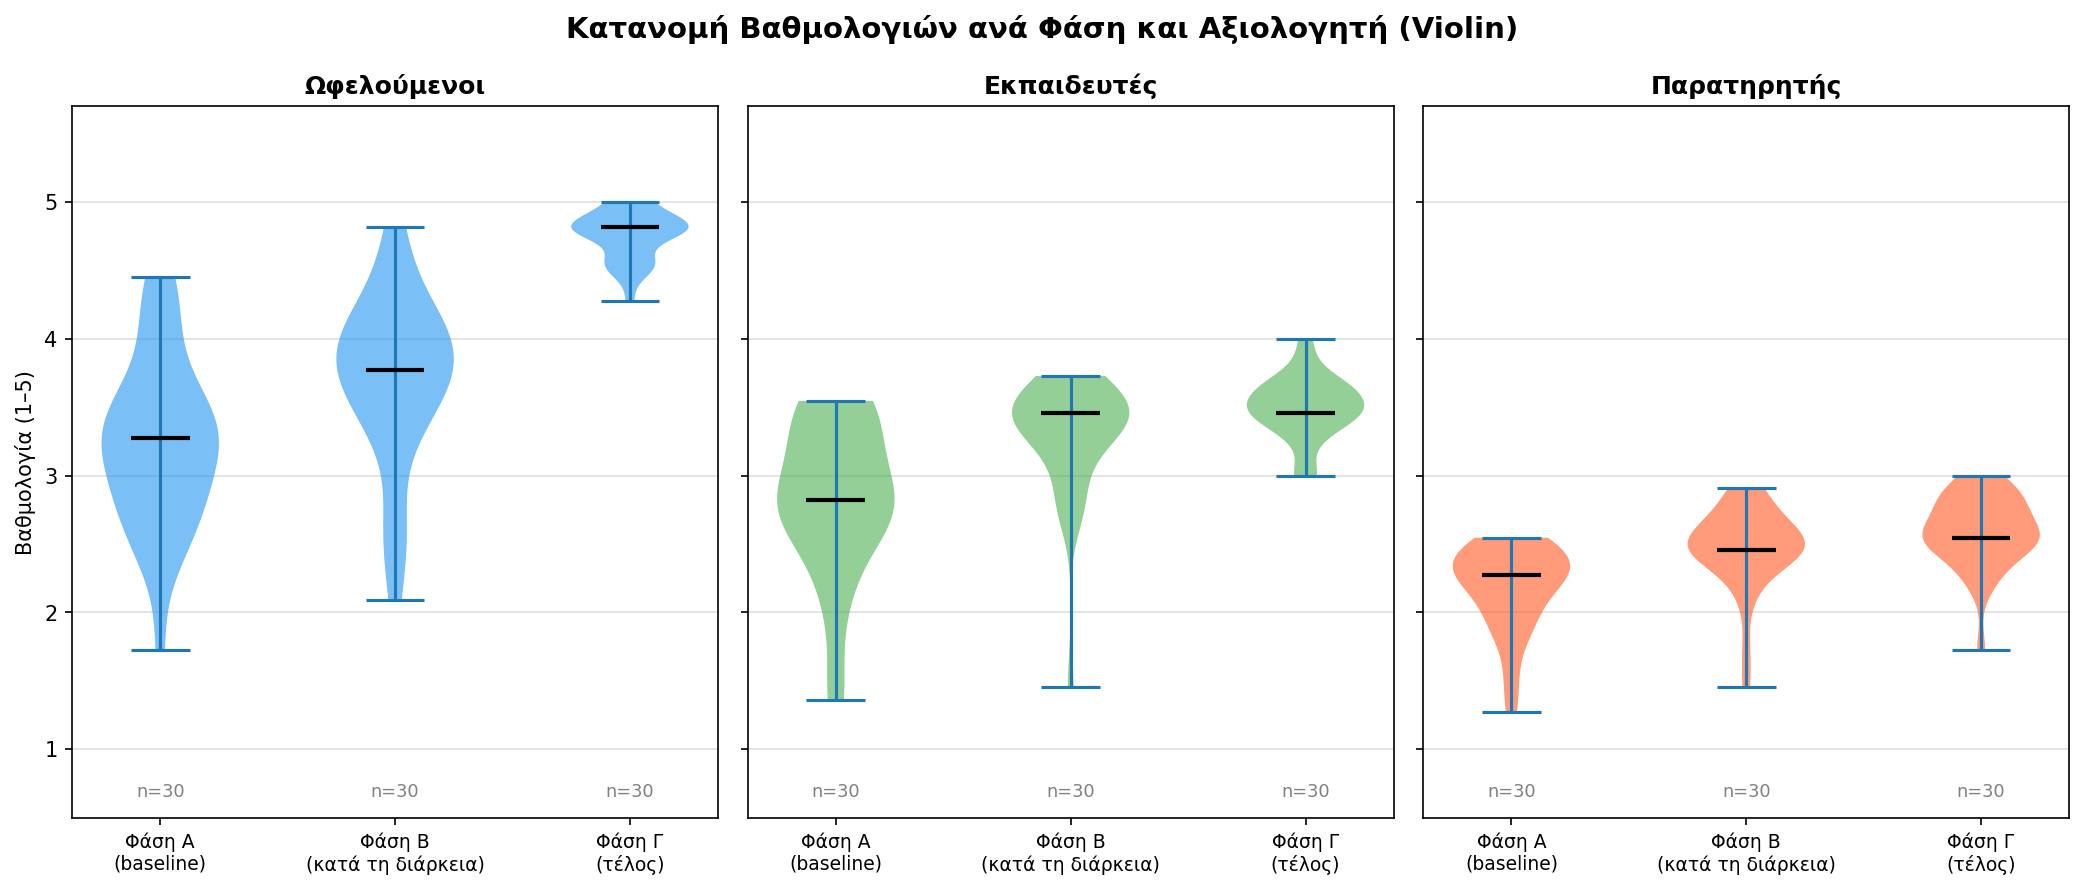 Κατανομή Βαθμολογιών ανά Φάση και Αξιολογητή (Violin)
Ωφελούμενοι
Βαθμολογία (1–5)
5
4
3
2
1
n=30
n=30
n=30
Φάση Α
(baseline)
Φάση Β
(κατά τη διάρκεια)
Φάση Γ
(τέλος)
Εκπαιδευτές
n=30
n=30
n=30
Φάση Α
(baseline)
Φάση Β
(κατά τη διάρκεια)
Φάση Γ
(τέλος)
Παρατηρητής
n=30
n=30
n=30
Φάση Α
(baseline)
Φάση Β
(κατά τη διάρκεια)
Φάση Γ
(τέλος)